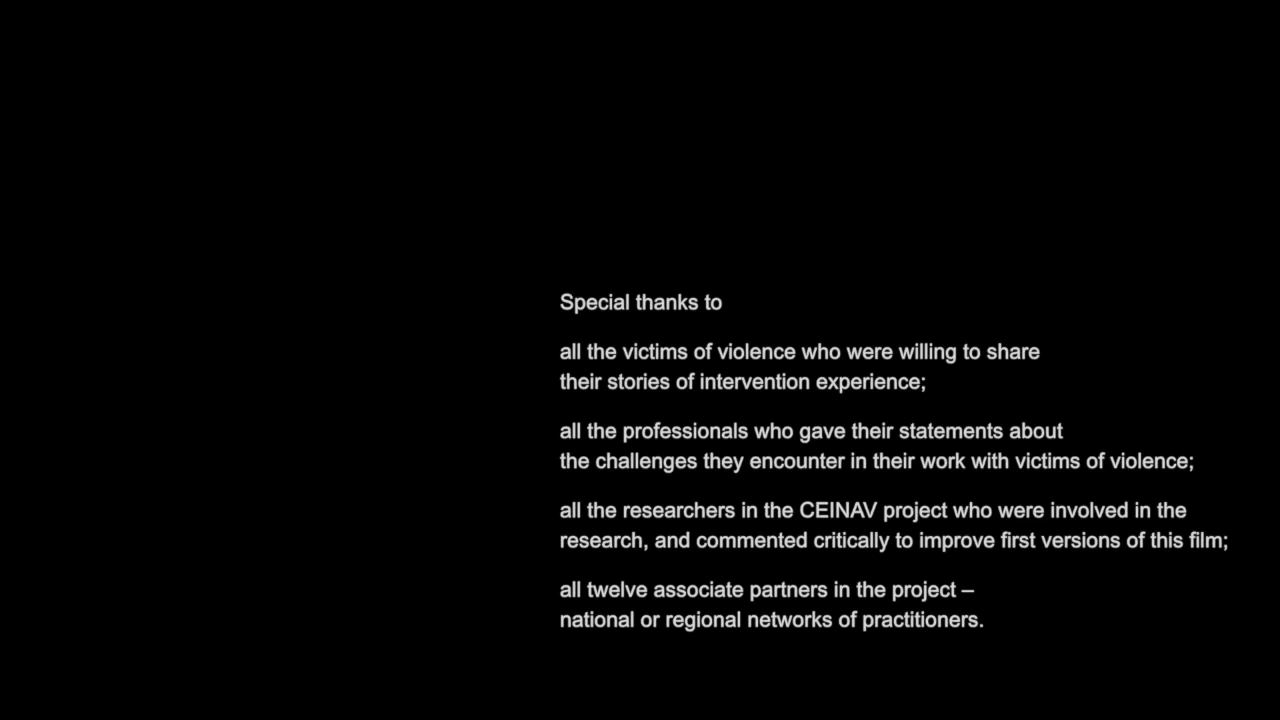 Special thanks to
all the victims of violence who were willing to share
their stories of intervention experience;
all the professionals who gave their statements about
the challenges they encounter in their work with victims of violence;
all the researchers in the CEINAV project who were involved in the
research, and commented critically to improve first versions of this film;
all twelve associate partners in the project –
national or regional networks of practitioners.